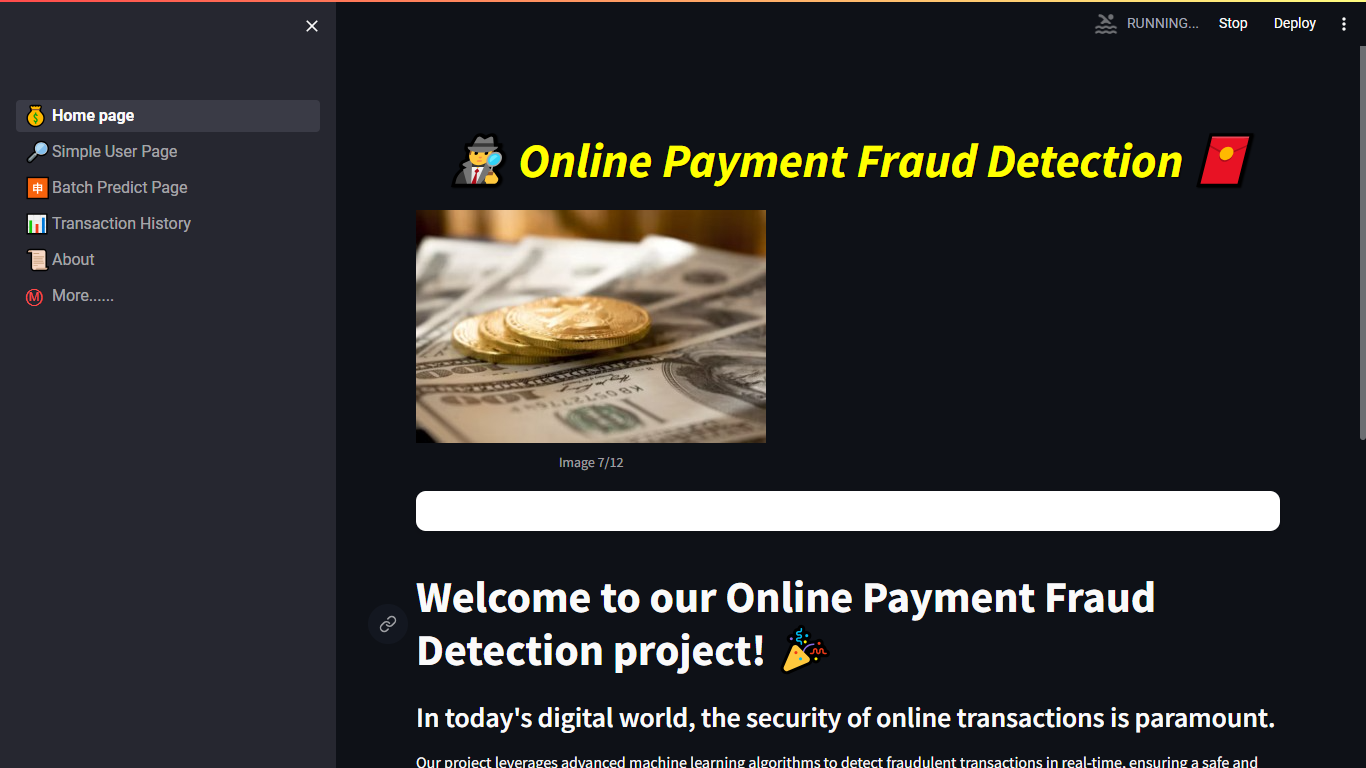 RUNNING... Stop Deploy
Home page
Simple User Page
Batch Predict Page
Transaction History
About
More......
Online Payment Fraud Detection
100
KB0572
Image 7/12
Welcome to our Online Payment Fraud
Detection project!
In today's digital world, the security of online transactions is paramount.
Our project leverages advanced machine learning algorithms to detect fraudulent transactions in real-time, ensuring a safe and